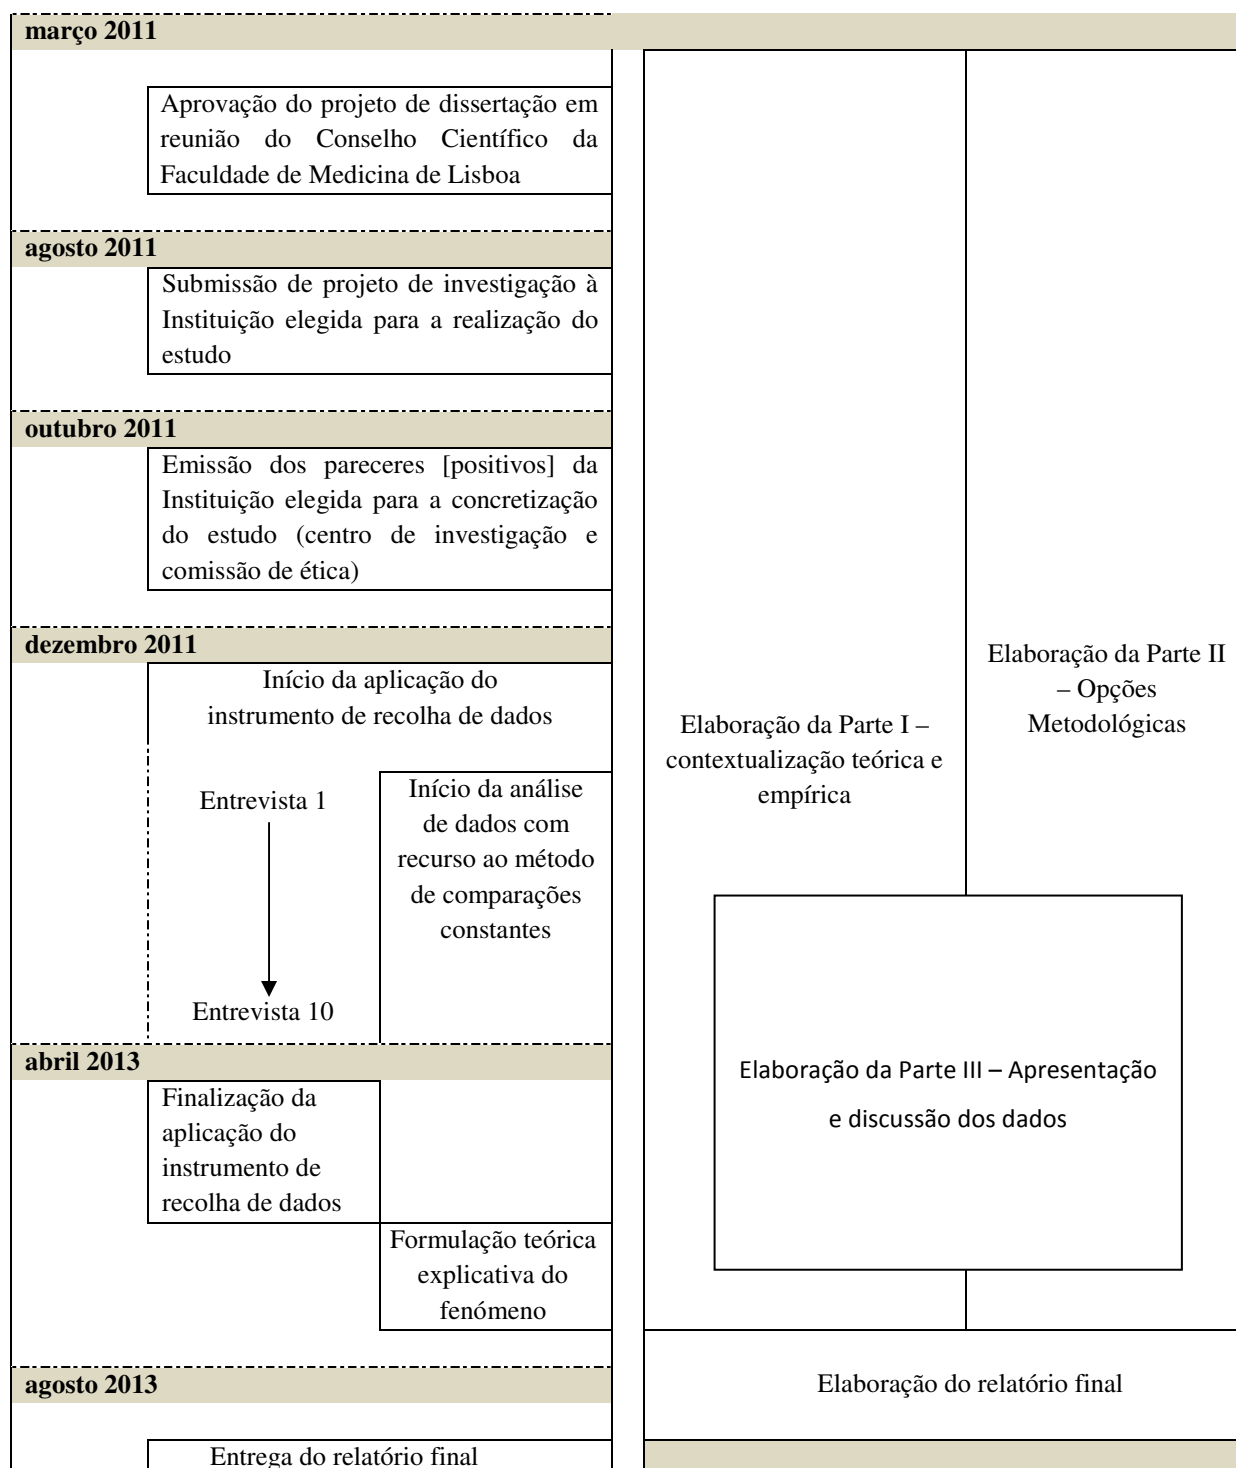 março 2011
Aprovação do projeto de dissertação em
reunião do Conselho Científico da
Faculdade de Medicina de Lisboa
agosto 2011
Submissão de projeto de investigação à
Instituição elegida para a realização do
estudo
outubro 2011
Emissão dos pareceres [positivos] da
Instituição elegida para a concretização
do estudo (centro de investigação e
comissão de ética)
dezembro 2011
Início da aplicação do
instrumento de recolha de dados
Entrevista 1
Entrevista 10
Início da análise
de dados com
recurso ao método
de comparações
constantes
abril 2013
Finalização da
aplicação do
instrumento de
recolha de dados
Formulação teórica
explicativa do
fenómeno
agosto 2013
Entrega do relatório final
Elaboração da Parte I –
contextualização teórica e
empírica
Elaboração da Parte II
– Opções
Metodológicas
Elaboração da Parte III – Apresentação
e discussão dos dados
Elaboração do relatório final